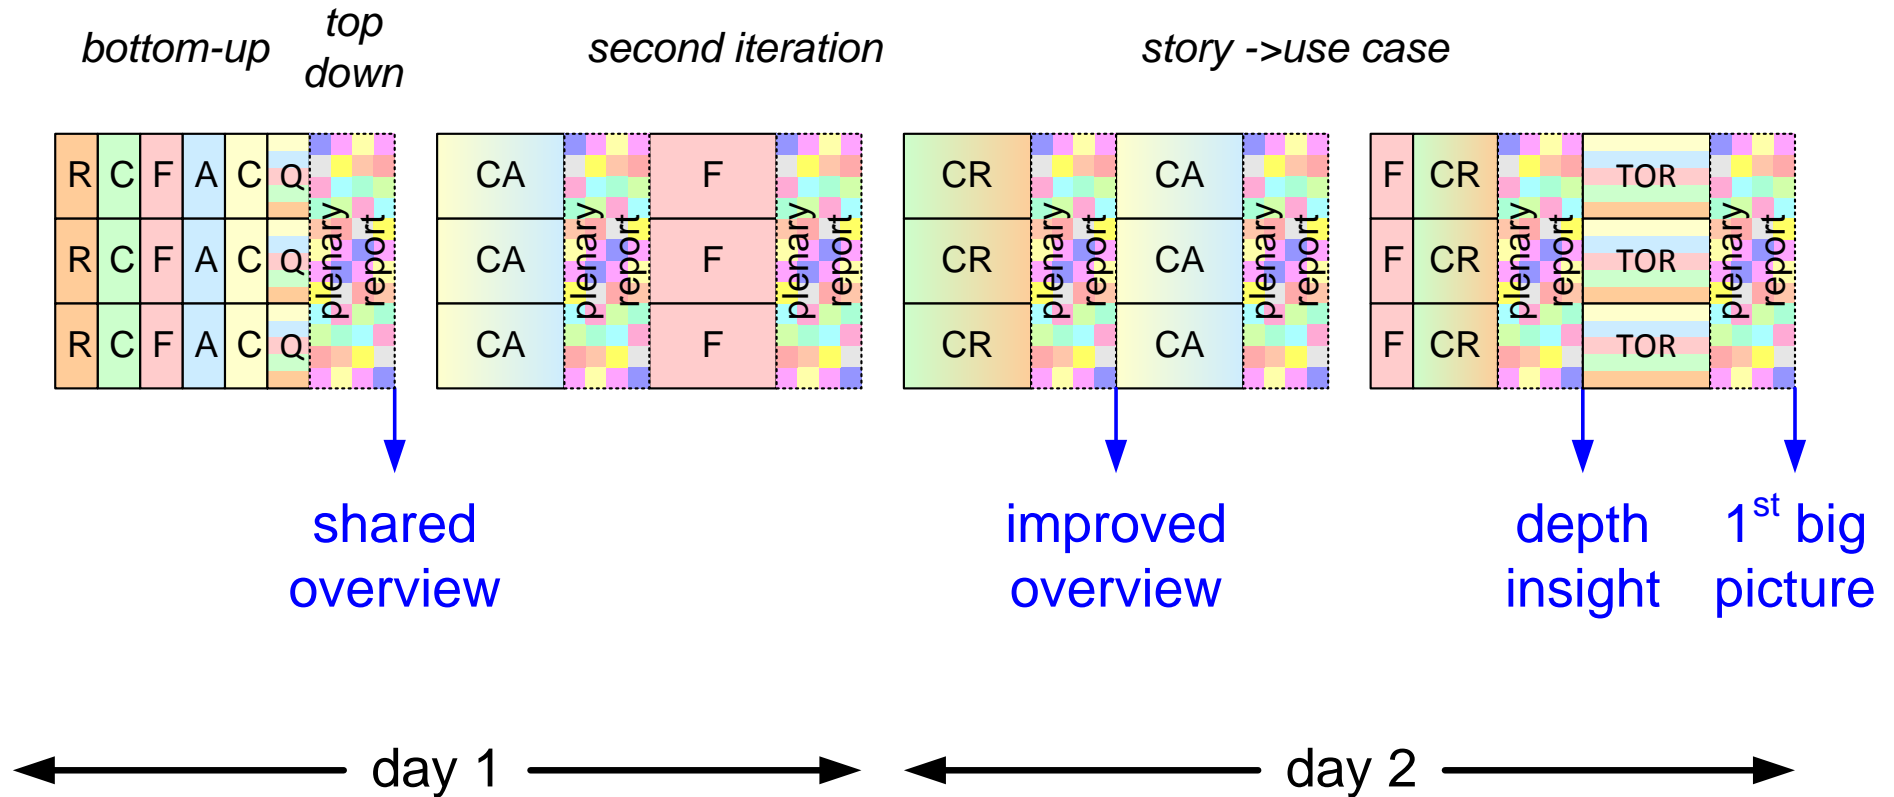 bottom-up
top
down
second iteration
story ->use case
R C F A C Q
R C F A C Q
R C F A C Q
plenary
report
CA
CA
CA
plenary
report
F
F
F
plenary
report
CR
CR
CR
plenary
report
CA
CA
CA
plenary
report
F CR
F CR
F CR
plenary
report
TOR
TOR
TOR
plenary
report
shared
overview
improved
overview
depth
insight
1st big
picture
day 1
day 2